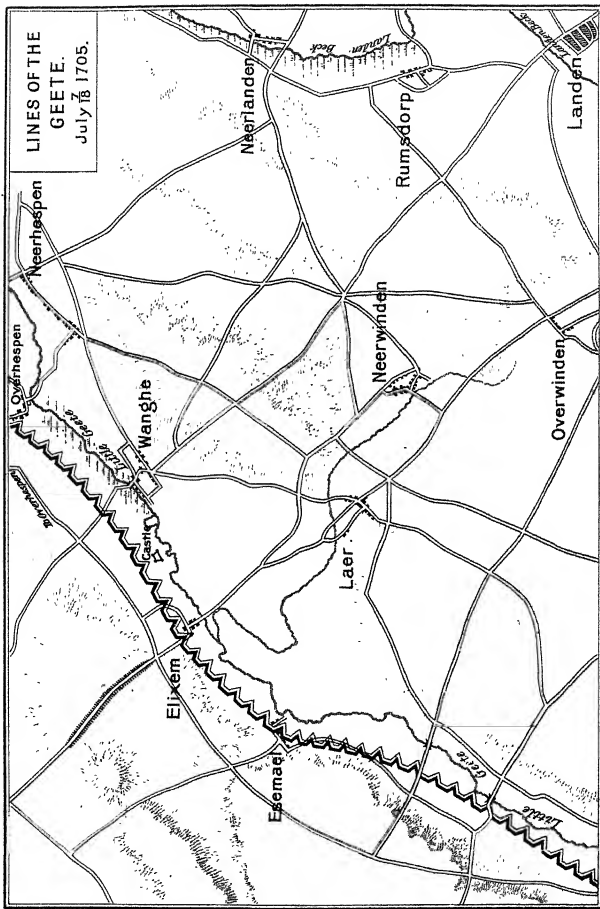 LINES OF THE
GEETE.
July 7/18 1705.
Overhespen
Neerhespen
Little Geete
Wanghe
Castle
Elixem
Esemael
Laer.
Neerwinden
Overwinden
Neerlanden
Landen
Beck
Rumsdorp
Landen
Little
Geete